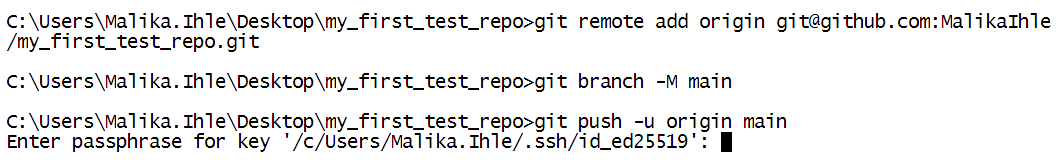 C:\Users\Malika.Ihle\Desktop\my_first_test_repo>git remote add origin git@github.com:MalikaIhle
/my_first_test_repo.git
C:\Users\Malika.Ihle\Desktop\my_first_test_repo>git branch -M main
C:\Users\Malika.Ihle\Desktop\my_first_test_repo>git push -u origin main
Enter passphrase for key '/c/Users/Malika.Ihle/.ssh/id_ed25519':